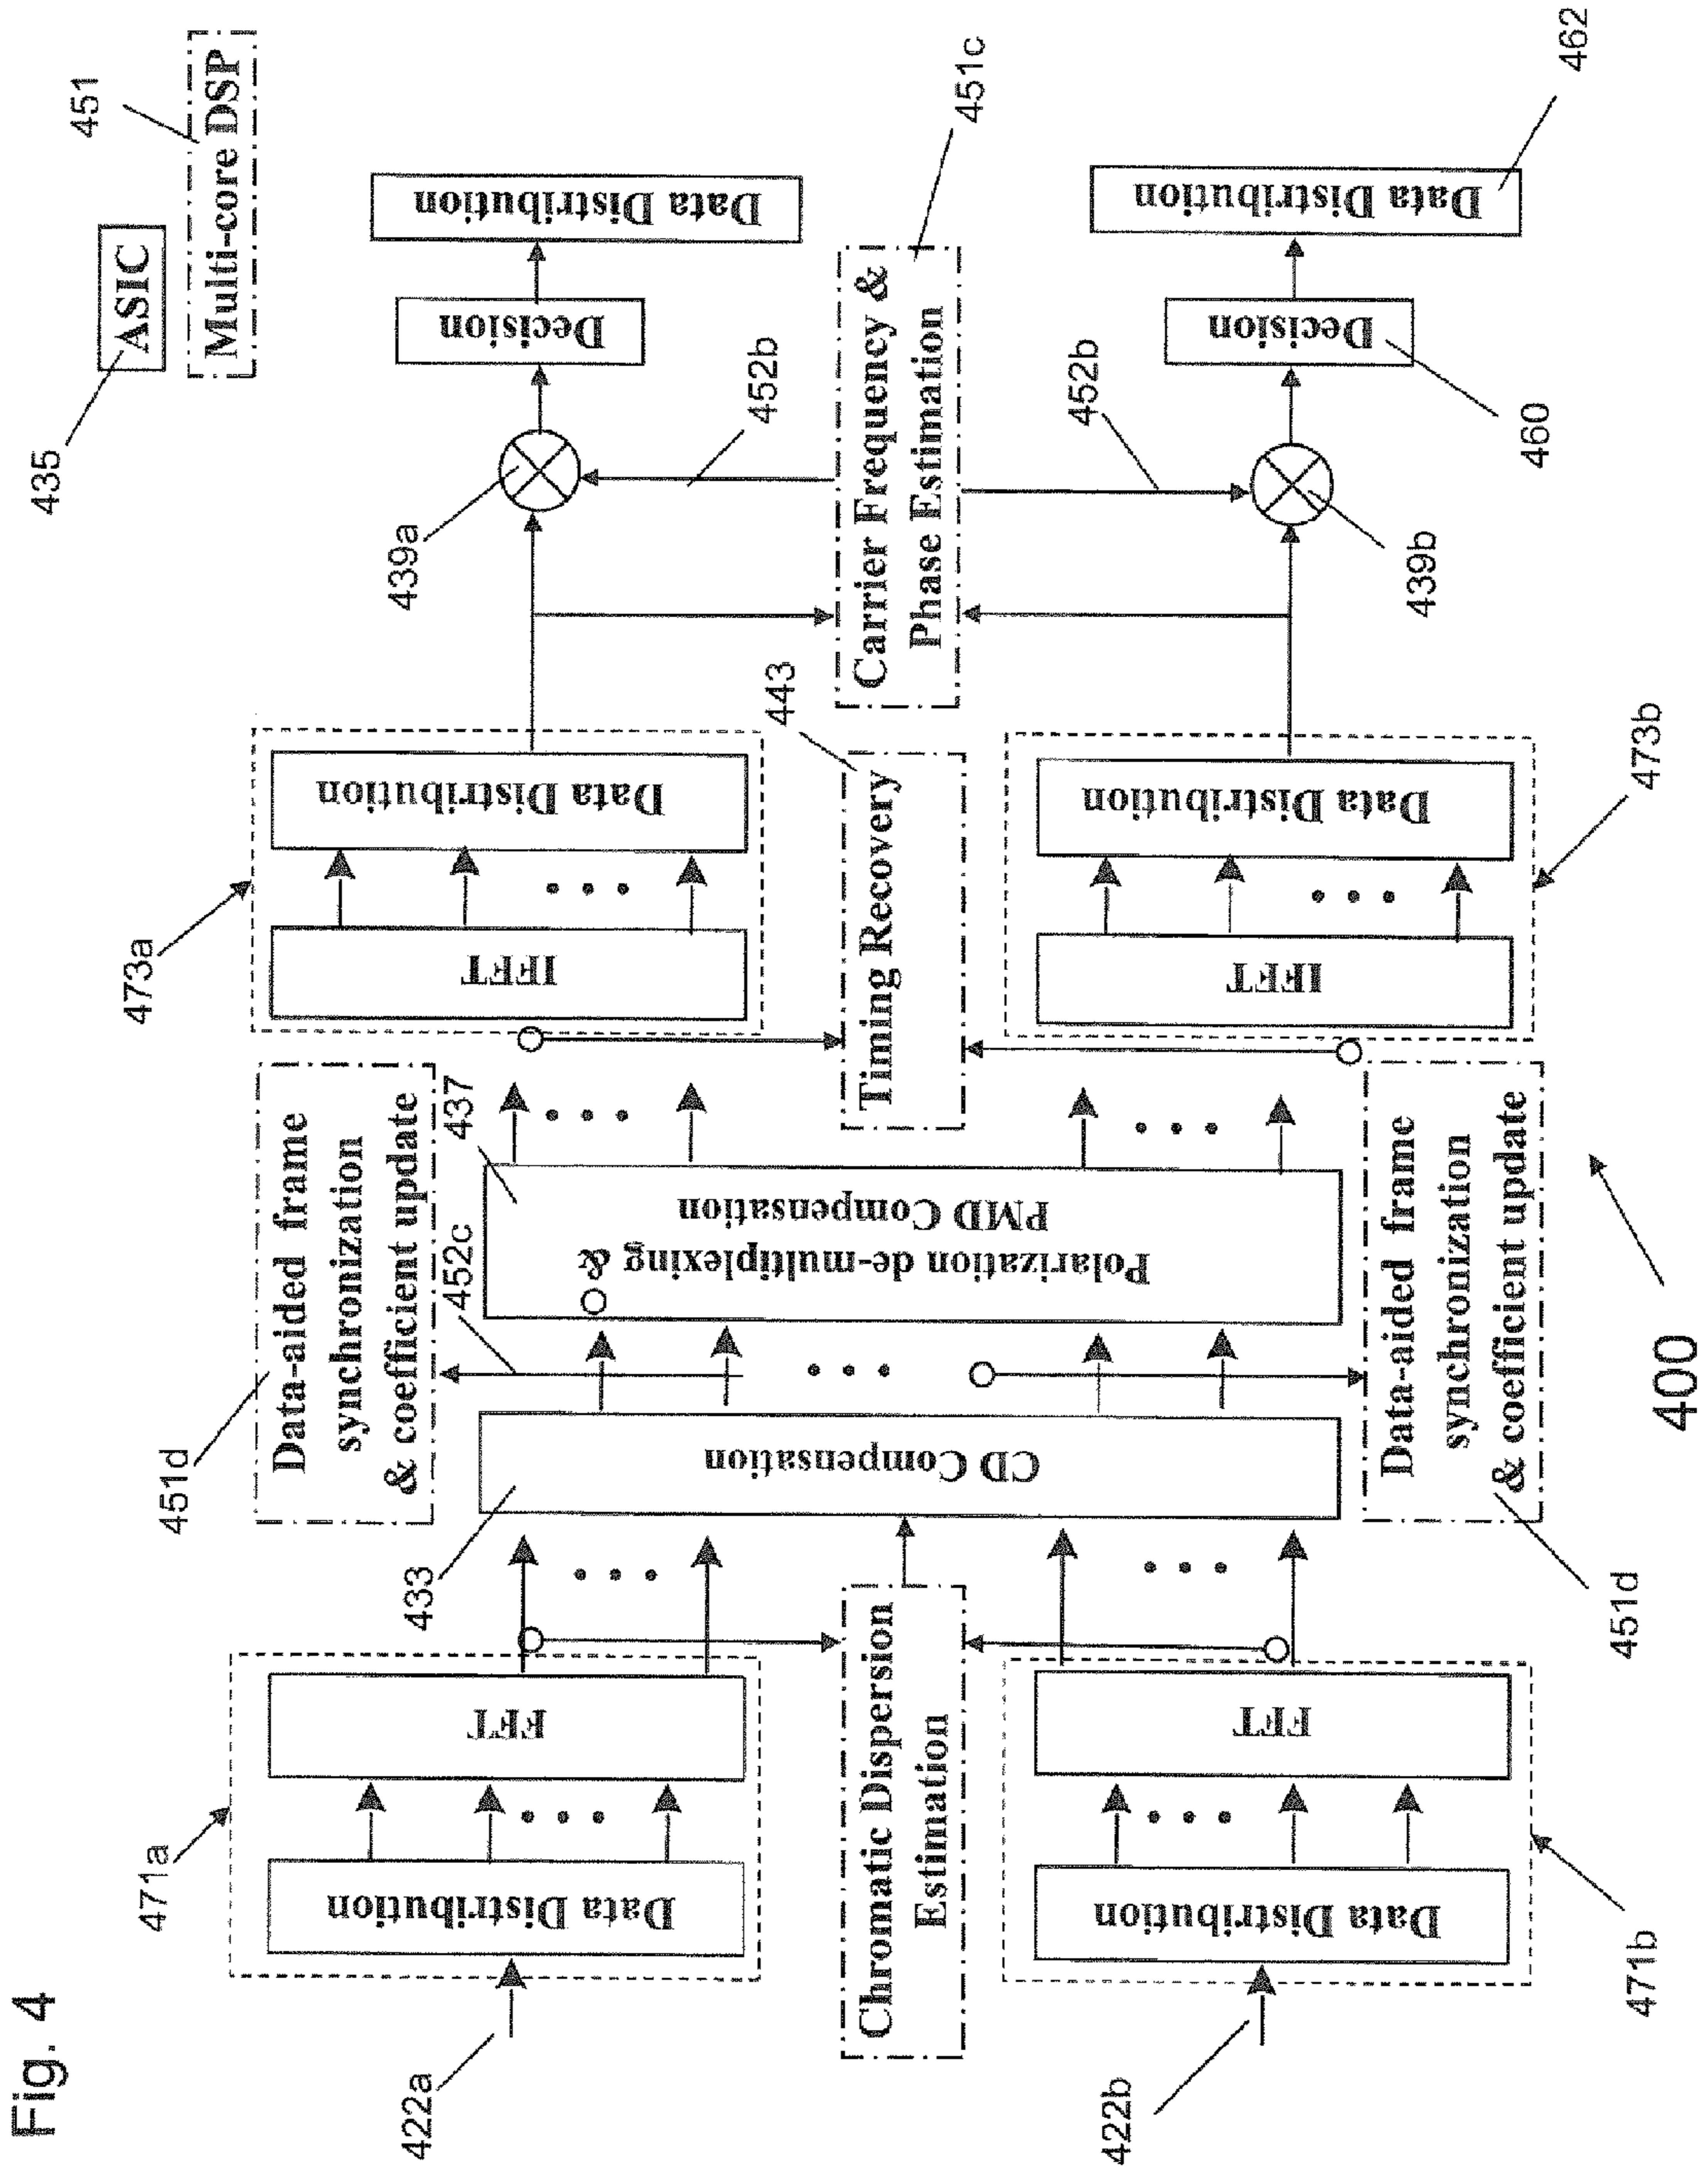 Fig. 4
435
ASIC
451
Multi-core DSP
422a
471a
Data Distribution
FFT
451d
Data-aided frame
synchronization
& coefficient update
452c
473a
IFFT
Data Distribution
439a
Decision
Data Distribution
433
CD Compensation
437
Polarization de-multiplexing &
PMD Compensation
Chromatic Dispersion
Estimation
443
Timing Recovery
452b
Carrier Frequency &
Phase Estimation
451c
422b
471b
Data Distribution
FFT
451d
Data-aided frame
synchronization
& coefficient update
473b
IFFT
Data Distribution
439b
452b
460
Decision
462
Data Distribution
400